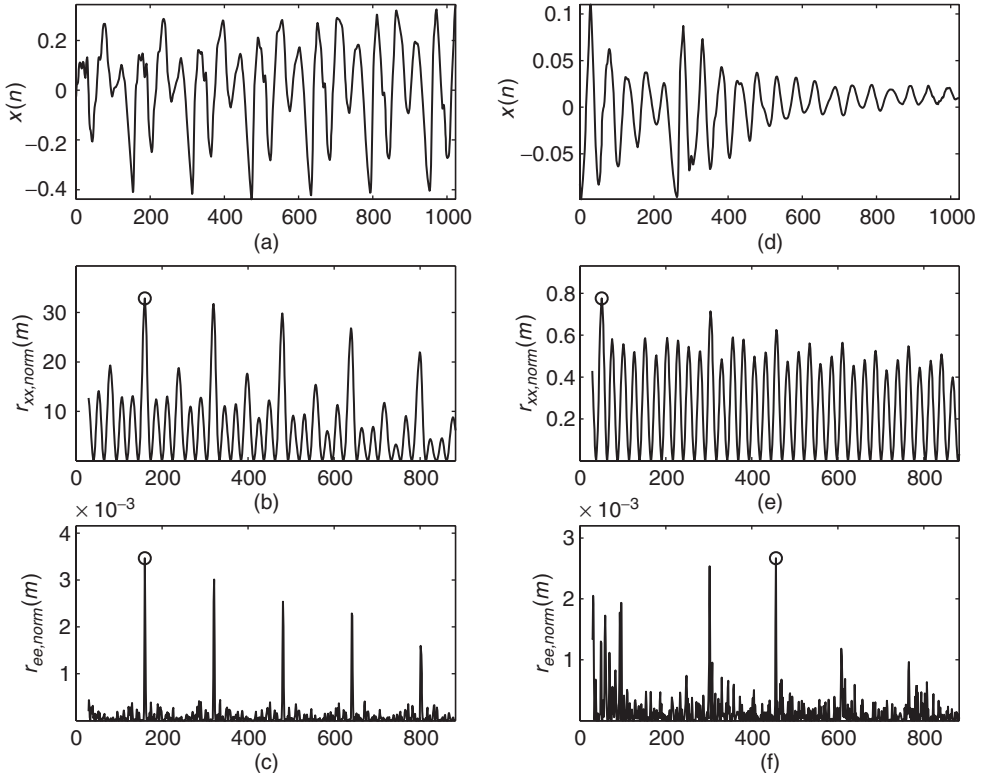 0.2
0
−0.2
−0.4
x(n)
0 200 400 600 800 1000
(a)
0.1
0.05
0
−0.05
x(n)
0 200 400 600 800 1000
(d)
30
20
10
r_{xx,norm}(m)
0 200 400 600 800
(b)
0.8
0.6
0.4
0.2
r_{xx,norm}(m)
0 200 400 600 800
(e)
× 10^{−3}
4
3
2
1
r_{ee,norm}(m)
0 200 400 600 800
(c)
× 10^{−3}
3
2
1
r_{ee,norm}(m)
0 200 400 600 800
(f)